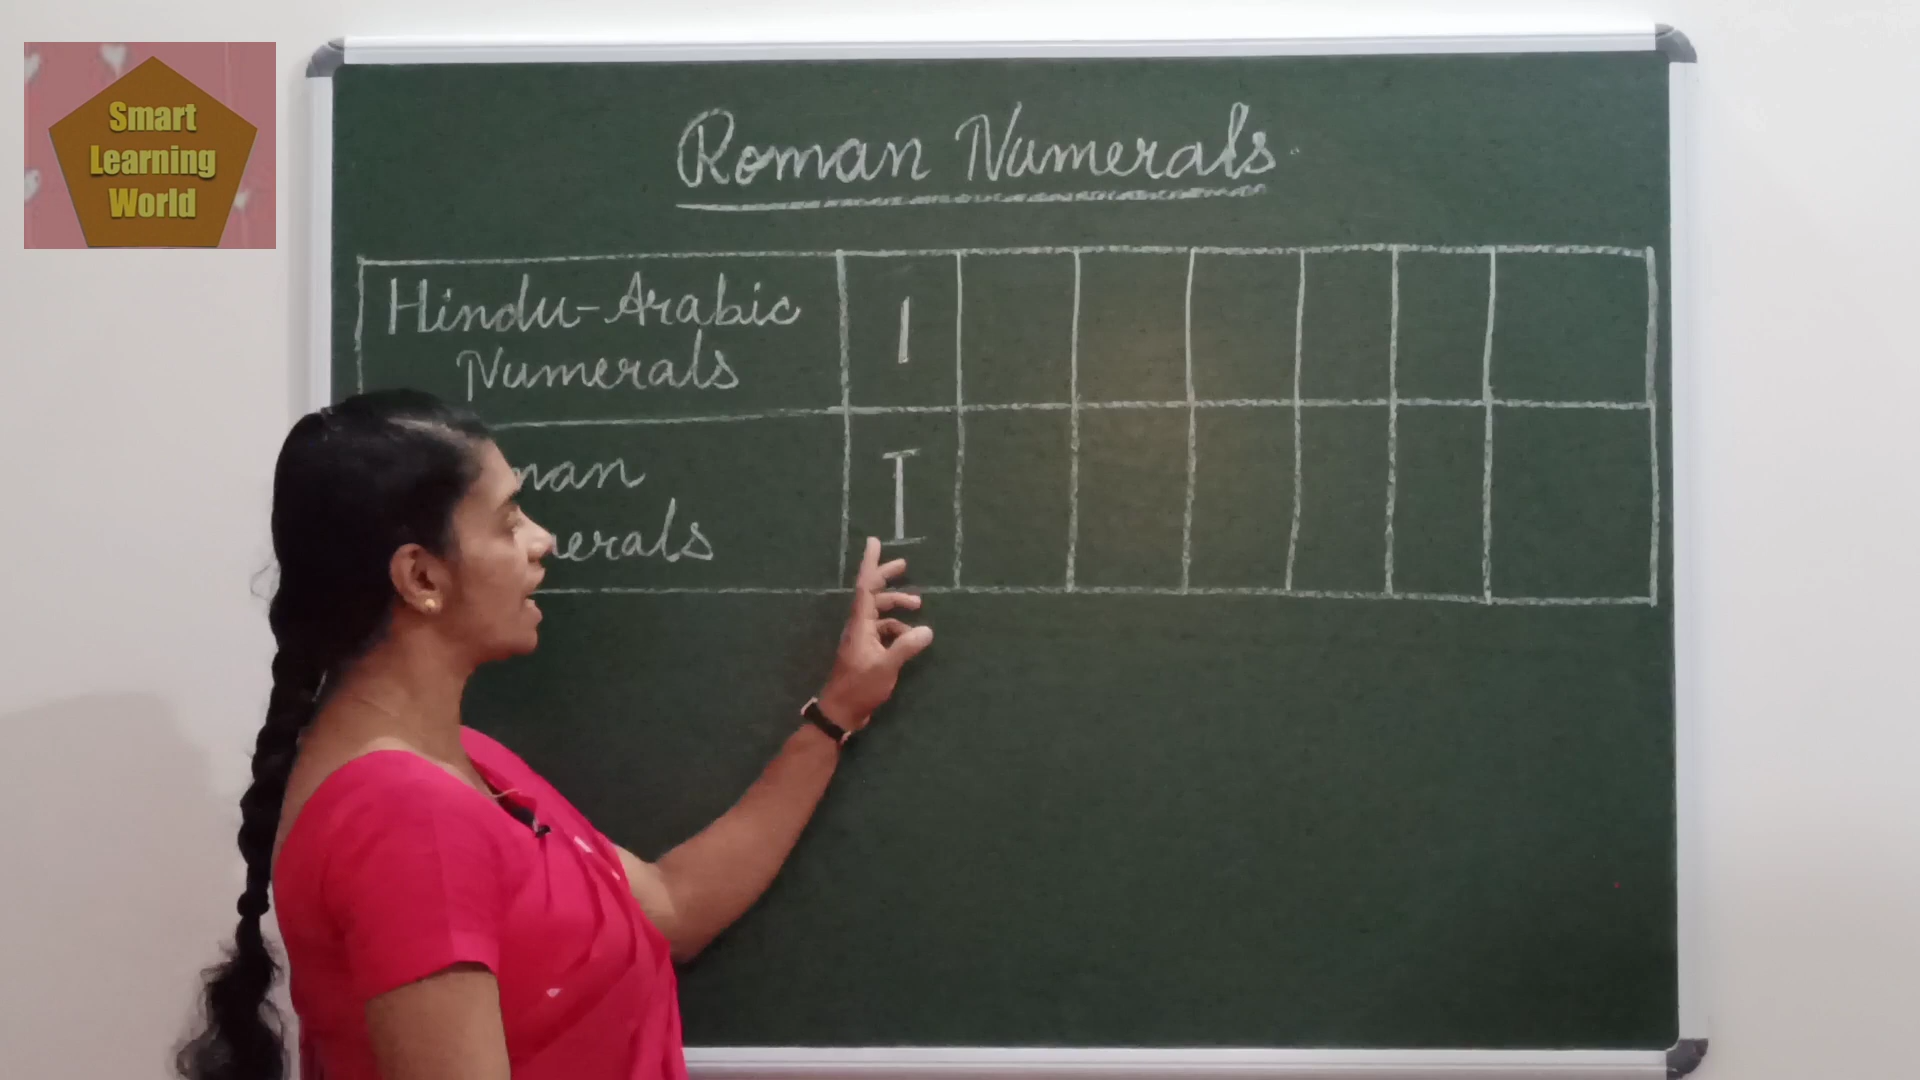 Smart
Learning
World
Roman Numerals
Hindu-Arabic
Numerals
1
I